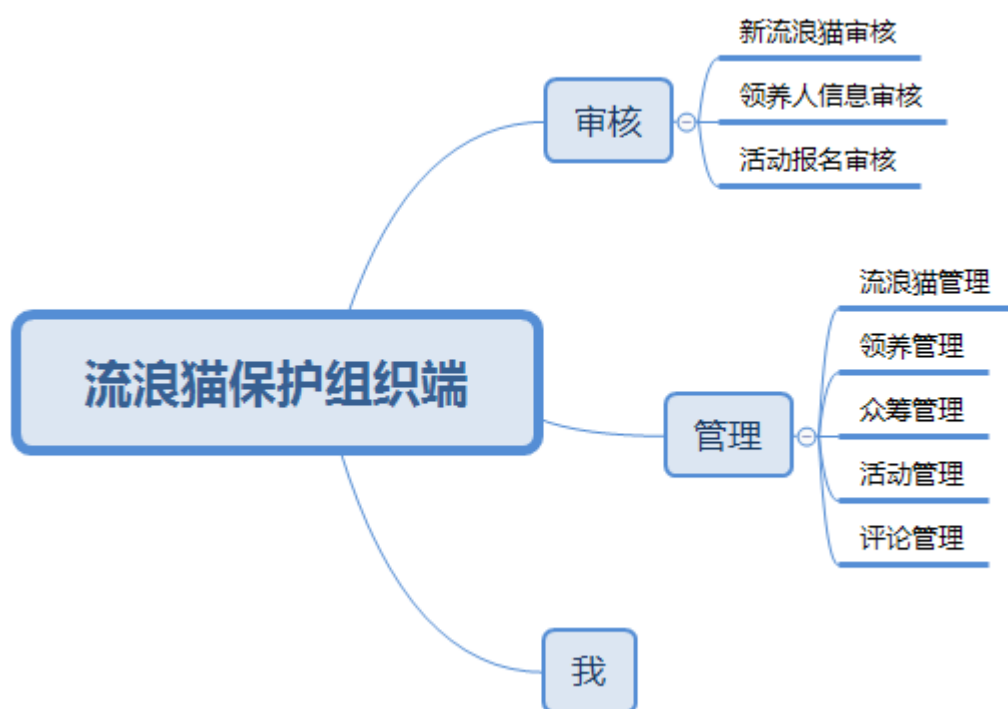 新流浪猫审核
审核
领养人信息审核
活动报名审核
流浪猫管理
领养管理
流浪猫保护组织端
众筹管理
管理
活动管理
评论管理
我